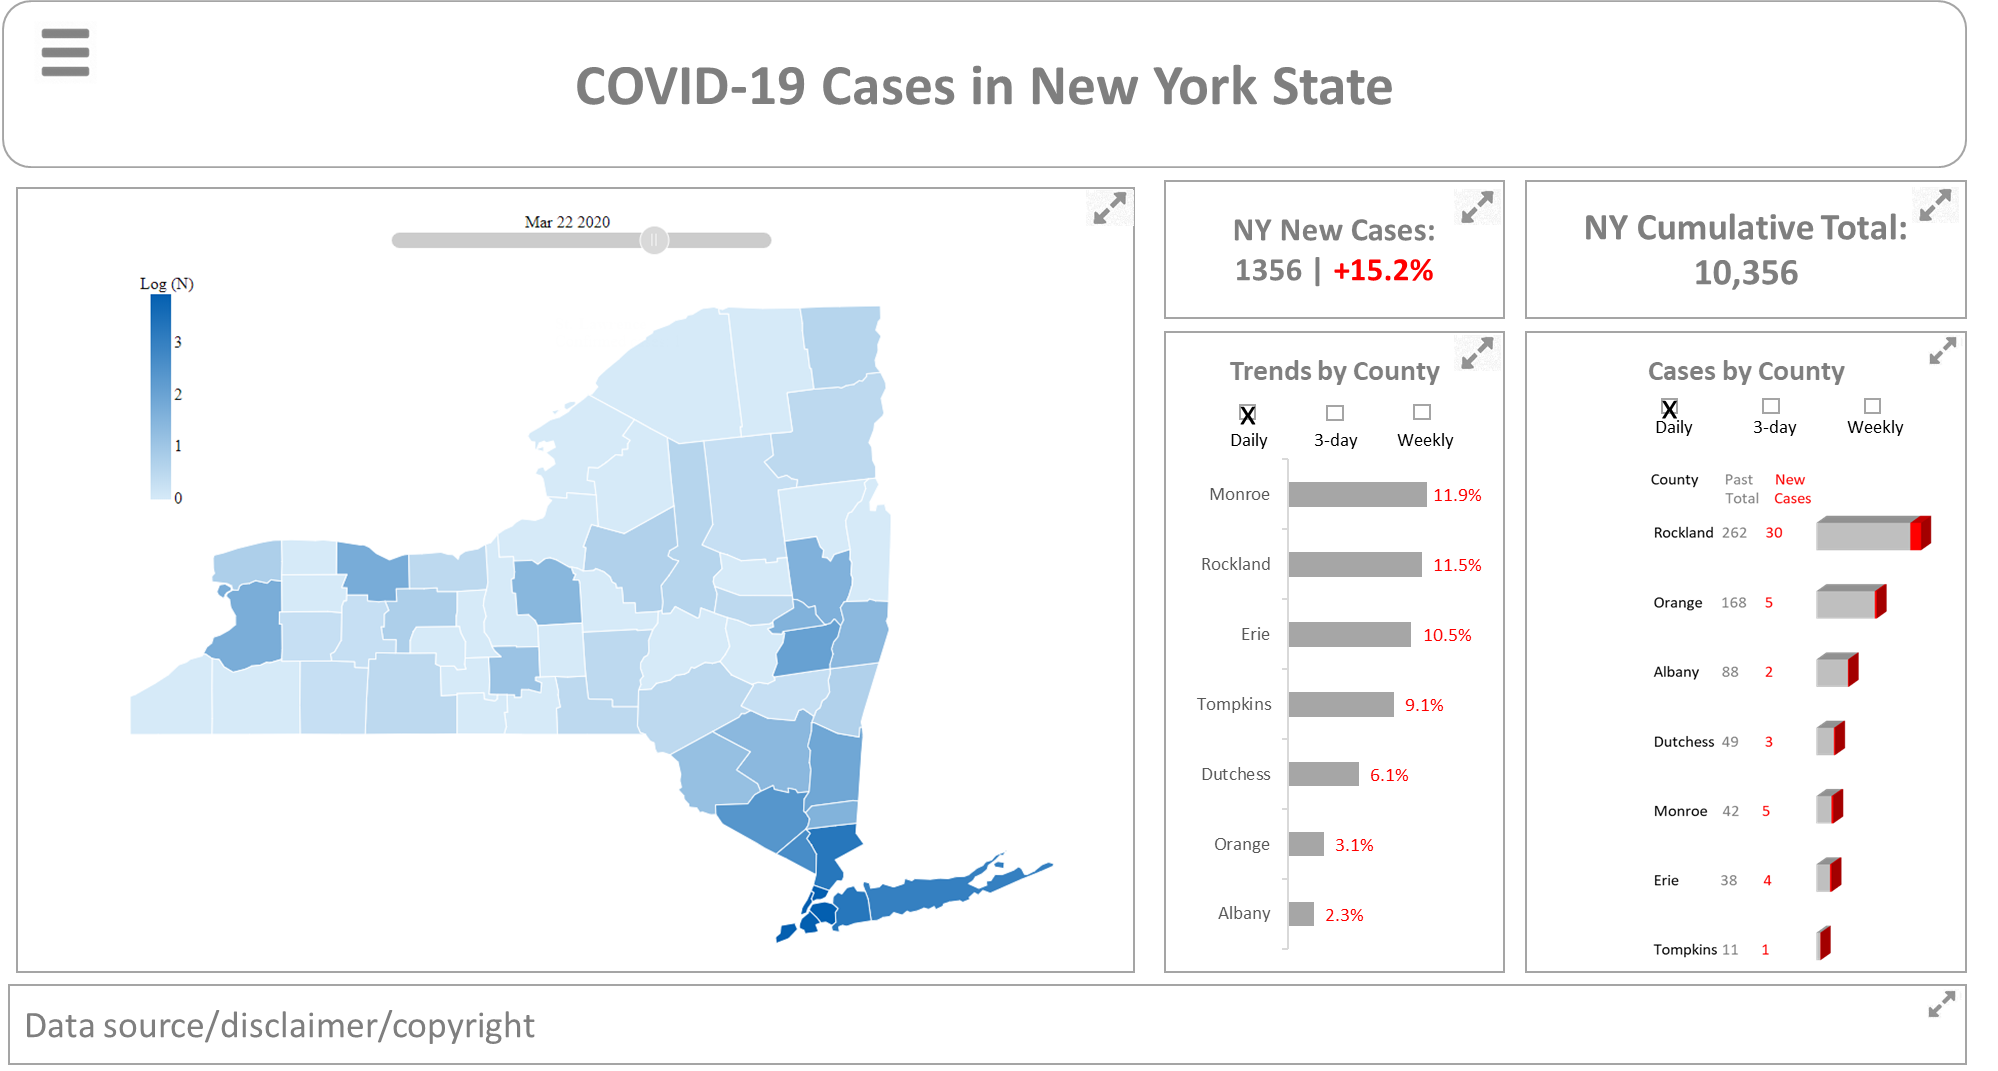 COVID-19 Cases in New York State
Mar 22 2020
Log (N)
3
2
1
0
NY New Cases:
1356 | +15.2%
NY Cumulative Total:
10,356
Trends by County
X
Daily 3-day Weekly
Monroe 11.9%
Rockland 11.5%
Erie 10.5%
Tompkins 9.1%
Dutchess 6.1%
Orange 3.1%
Albany 2.3%
Cases by County
X
Daily 3-day Weekly
County Past New
Total Cases
Rockland 262 30
Orange 168 5
Albany 88 2
Dutchess 49 3
Monroe 42 5
Erie 38 4
Tompkins 11 1
Data source/disclaimer/copyright